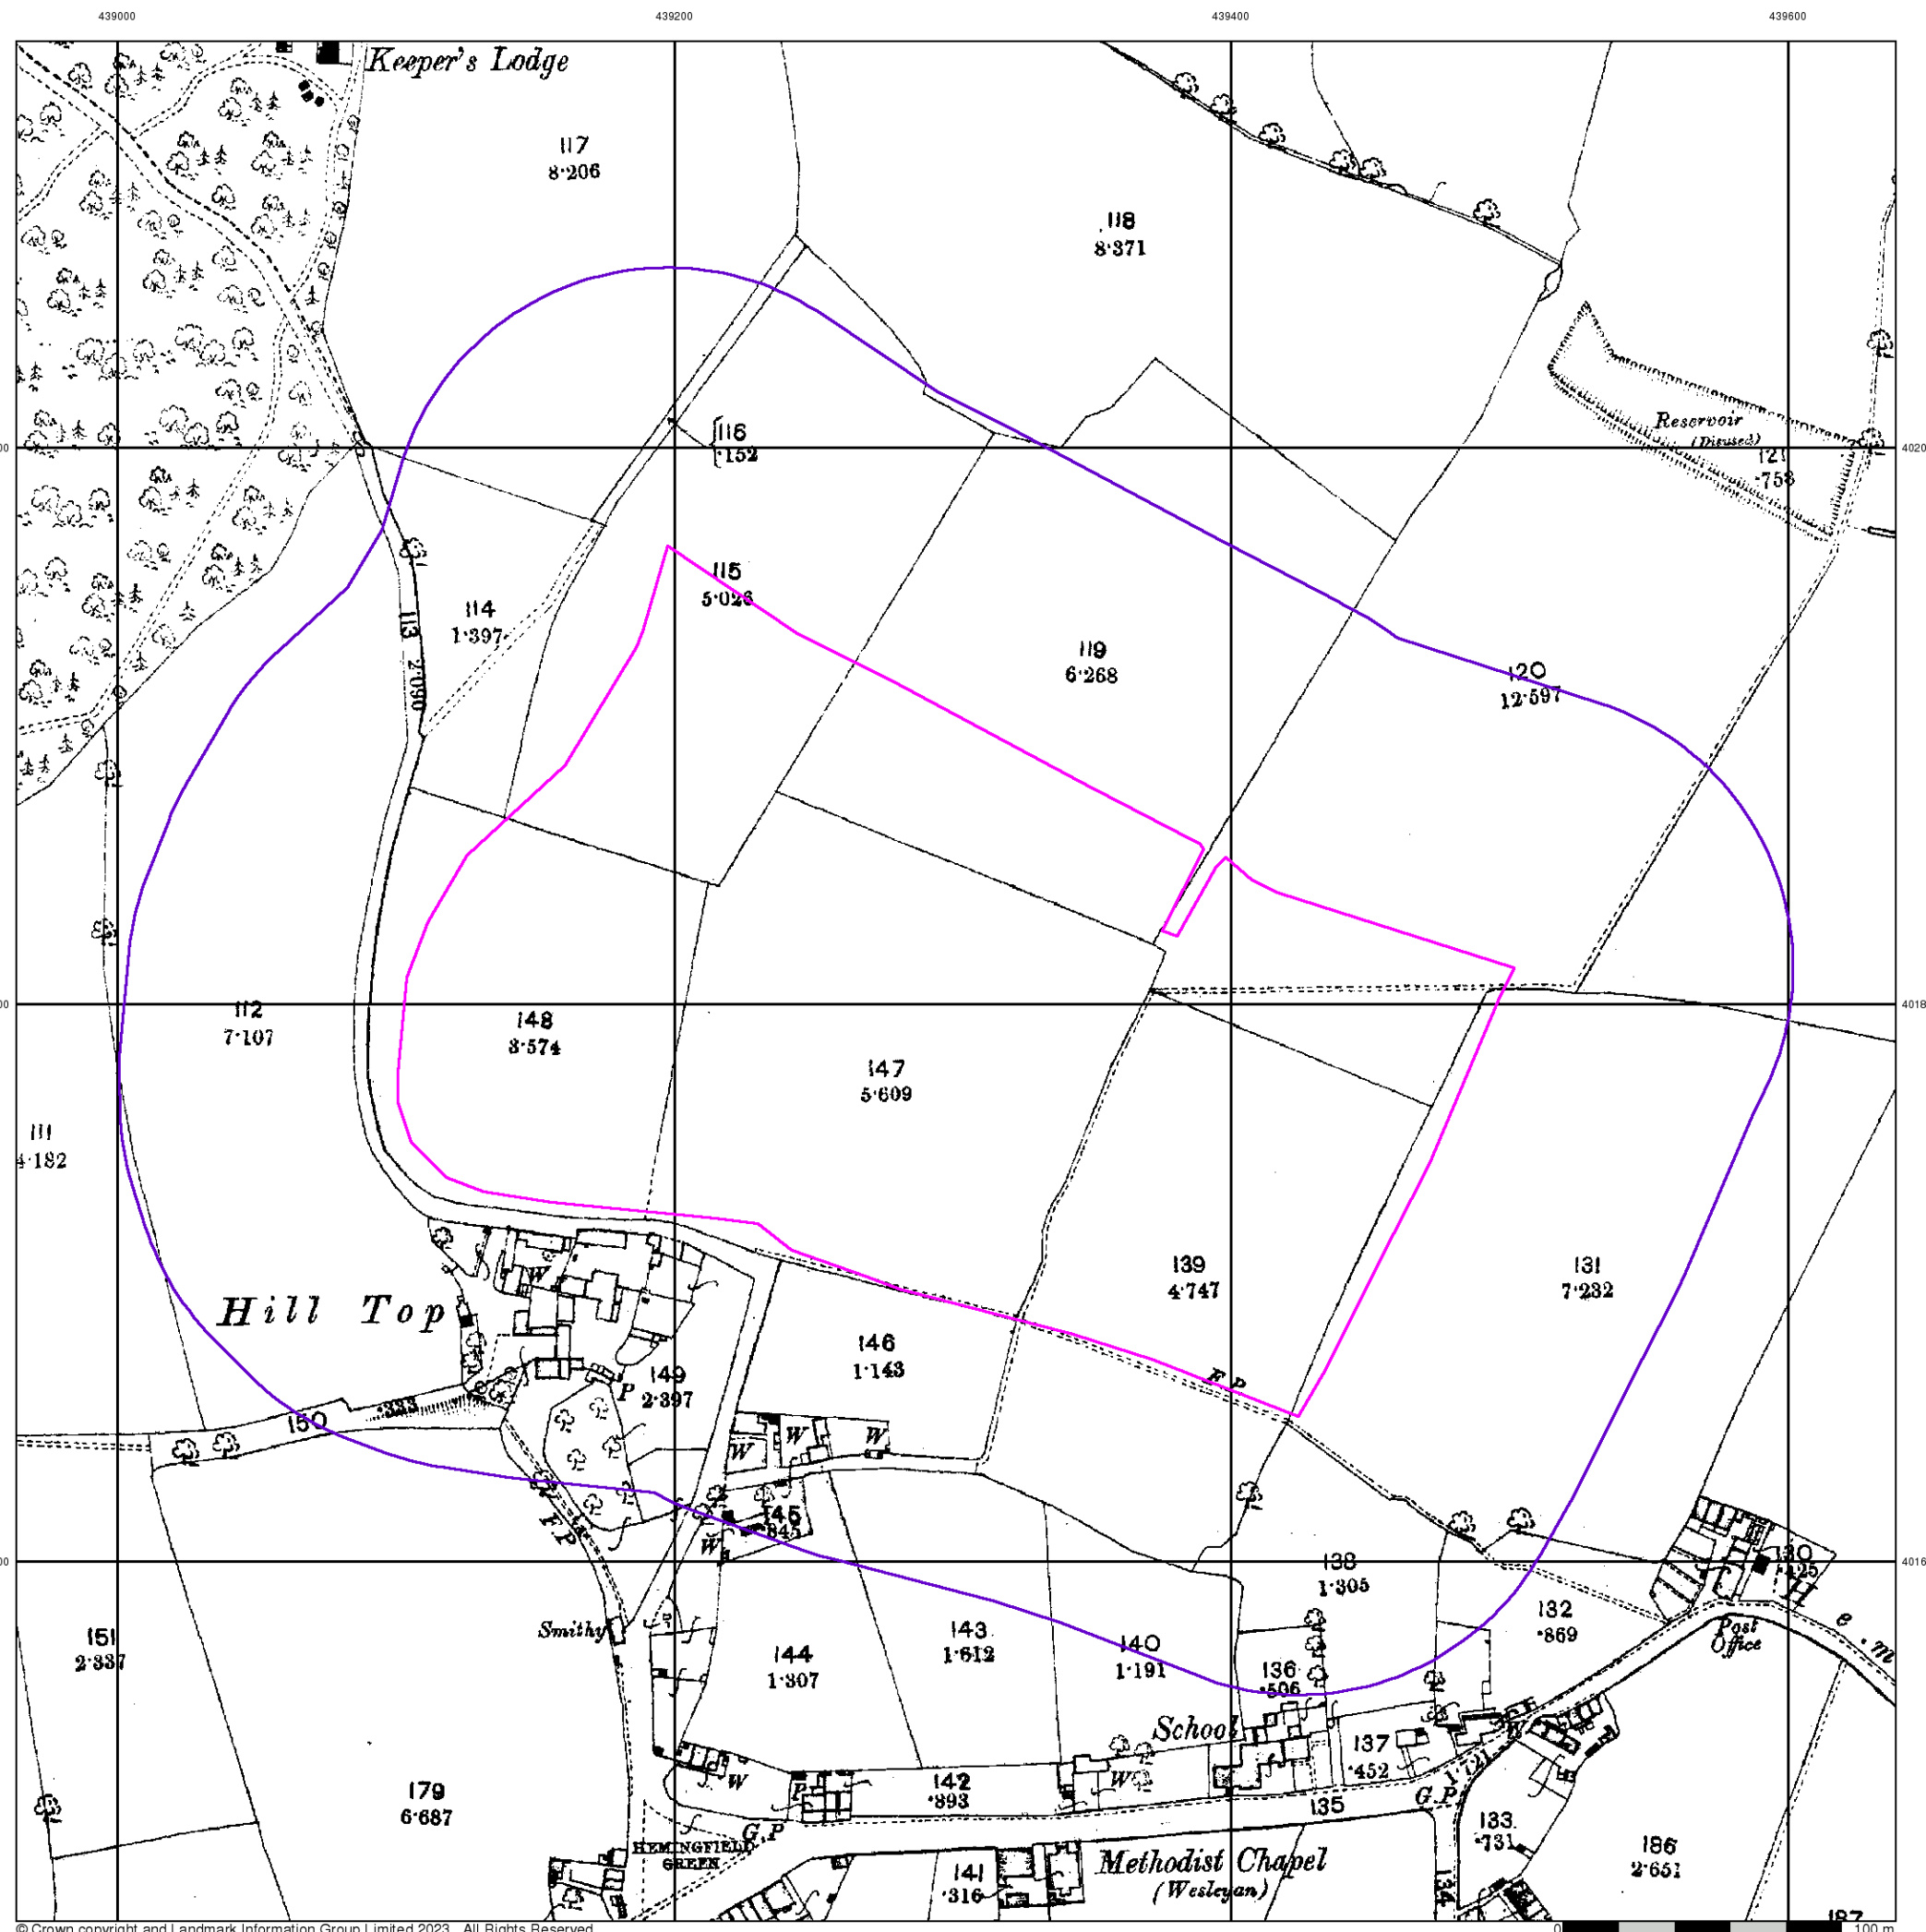 439000 439200 439400 439600
Keeper's Lodge
117
8·206
118
8·371
Reservoir
(Disused)
121
·758
116
·152
4020
115
5·026
114
1·397
113 2·090
119
6·268
120
12·597
4018
112
7·107
148
3·574
147
5·609
111
4·182
139
4·747
131
7·232
Hill Top
W
146
1·143
149
2·397
P
F.P
150
·333
W W W
145
·845
W
F.P
4016
138
1·305
130
·425
H e m
Post
Office
132
·869
Smithy
151
2·337
144
1·307
143
1·612
140
1·191
136
·506
School
137
·452
W
172
G.P
135
W
P
W
142
·893
179
6·687
G.P
HEMINGFIELD
GREEN
133
·731
134
186
2·651
141
·316
Methodist Chapel
(Wesleyan)
187
© Crown copyright and Landmark Information Group Limited 2023. All Rights Reserved.
0 100 m